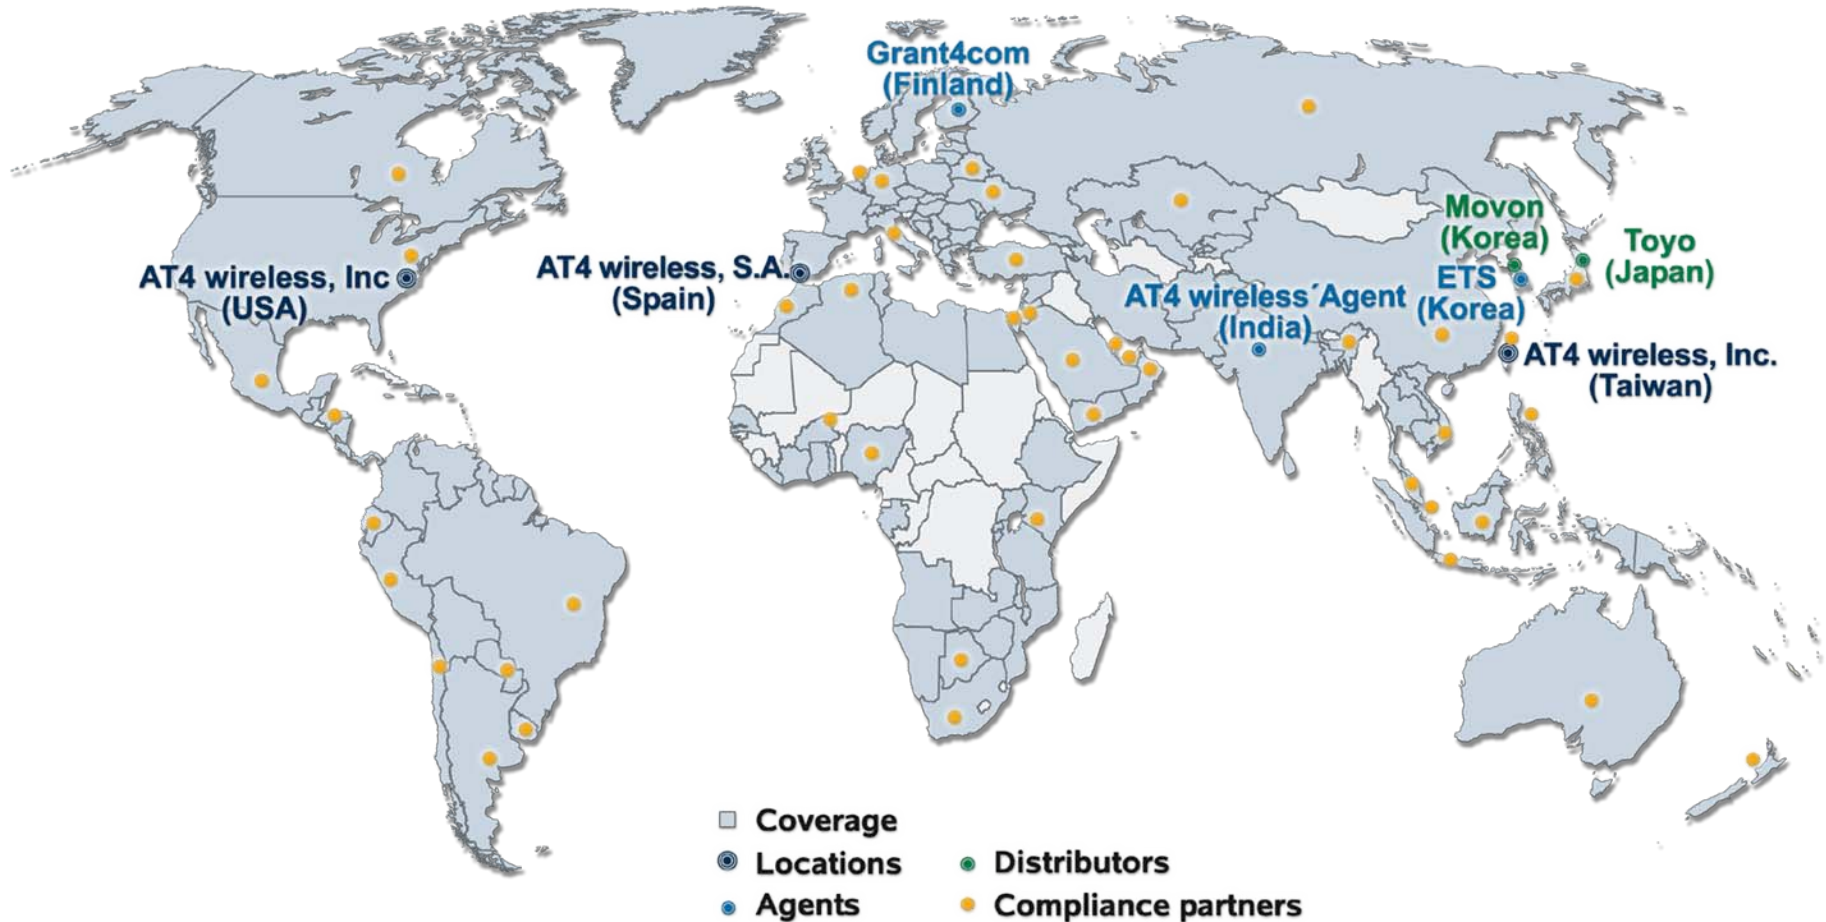 Grant4com
(Finland)
Movon
(Korea)
Toyo
(Japan)
AT4 wireless, Inc
(USA)
AT4 wireless, S.A.
(Spain)
AT4 wireless´Agent
(India)
ETS
(Korea)
AT4 wireless, Inc.
(Taiwan)
Coverage
Locations
Agents
Distributors
Compliance partners